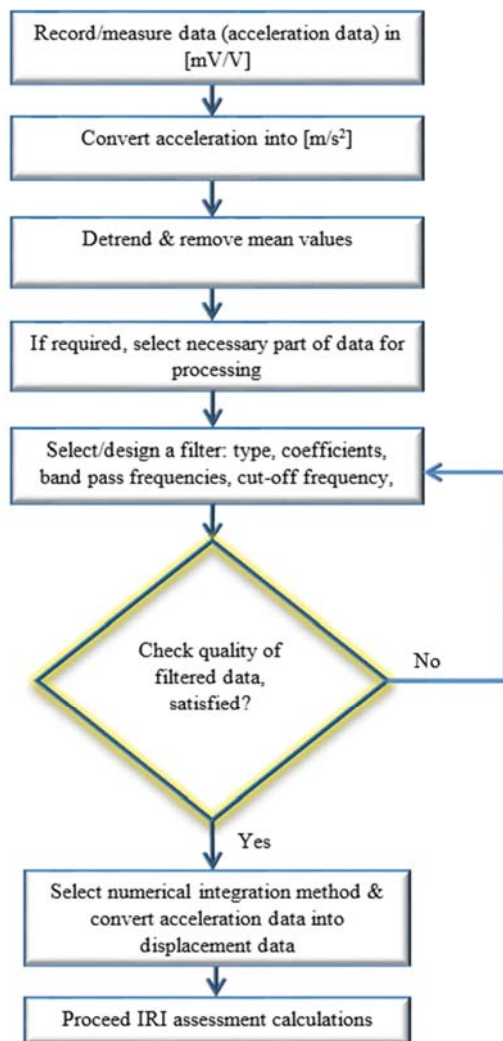 Record/measure data (acceleration data) in
[mV/V]
Convert acceleration into [m/s²]
Detrend & remove mean values
If required, select necessary part of data for
processing
Select/design a filter: type, coefficients,
band pass frequencies, cut-off frequency,
Check quality of
filtered data,
satisfied?
No
Yes
Select numerical integration method &
convert acceleration data into
displacement data
Proceed IRI assessment calculations